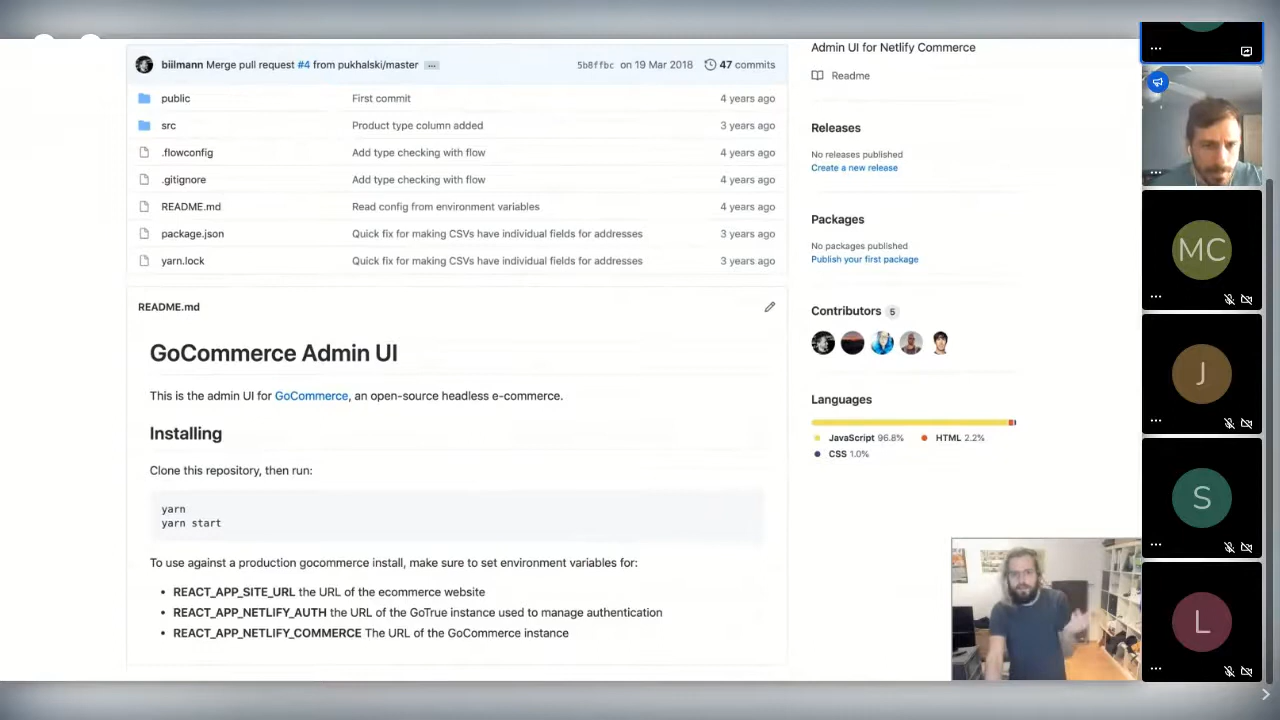 biilmann Merge pull request #4 from pukhalski/master ... 5b8ffbc on 19 Mar 2018 47 commits
public First commit 4 years ago
src Product type column added 3 years ago
.flowconfig Add type checking with flow 4 years ago
.gitignore Add type checking with flow 4 years ago
README.md Read config from environment variables 4 years ago
package.json Quick fix for making CSVs have individual fields for addresses 3 years ago
yarn.lock Quick fix for making CSVs have individual fields for addresses 3 years ago
README.md
GoCommerce Admin UI
This is the admin UI for GoCommerce, an open-source headless e-commerce.
Installing
Clone this repository, then run:
yarn
yarn start
To use against a production gocommerce install, make sure to set environment variables for:
• REACT_APP_SITE_URL the URL of the ecommerce website
• REACT_APP_NETLIFY_AUTH the URL of the GoTrue instance used to manage authentication
• REACT_APP_NETLIFY_COMMERCE The URL of the GoCommerce instance
Admin UI for Netlify Commerce
Readme
Releases
No releases published
Create a new release
Packages
No packages published
Publish your first package
Contributors 5
Languages
JavaScript 96.8% HTML 2.2%
CSS 1.0%
MC
J
S
L